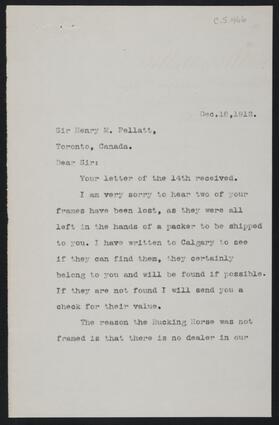 C.S.466
Dec.18,1912.
Sir Henry M. Pellatt,
Toronto, Canada.
Dear Sir:
Your letter of the 14th received.
I am very sorry to hear two of your
frames have been lost, as they were all
left in the hands of a packer to be shipped
to you. I have written to Calgary to see
if they can find them, they certainly
belong to you and will be found if possible.
If they are not found I will send you a
check for their value.
The reason the Bucking Horse was not
framed is that there is no dealer in our